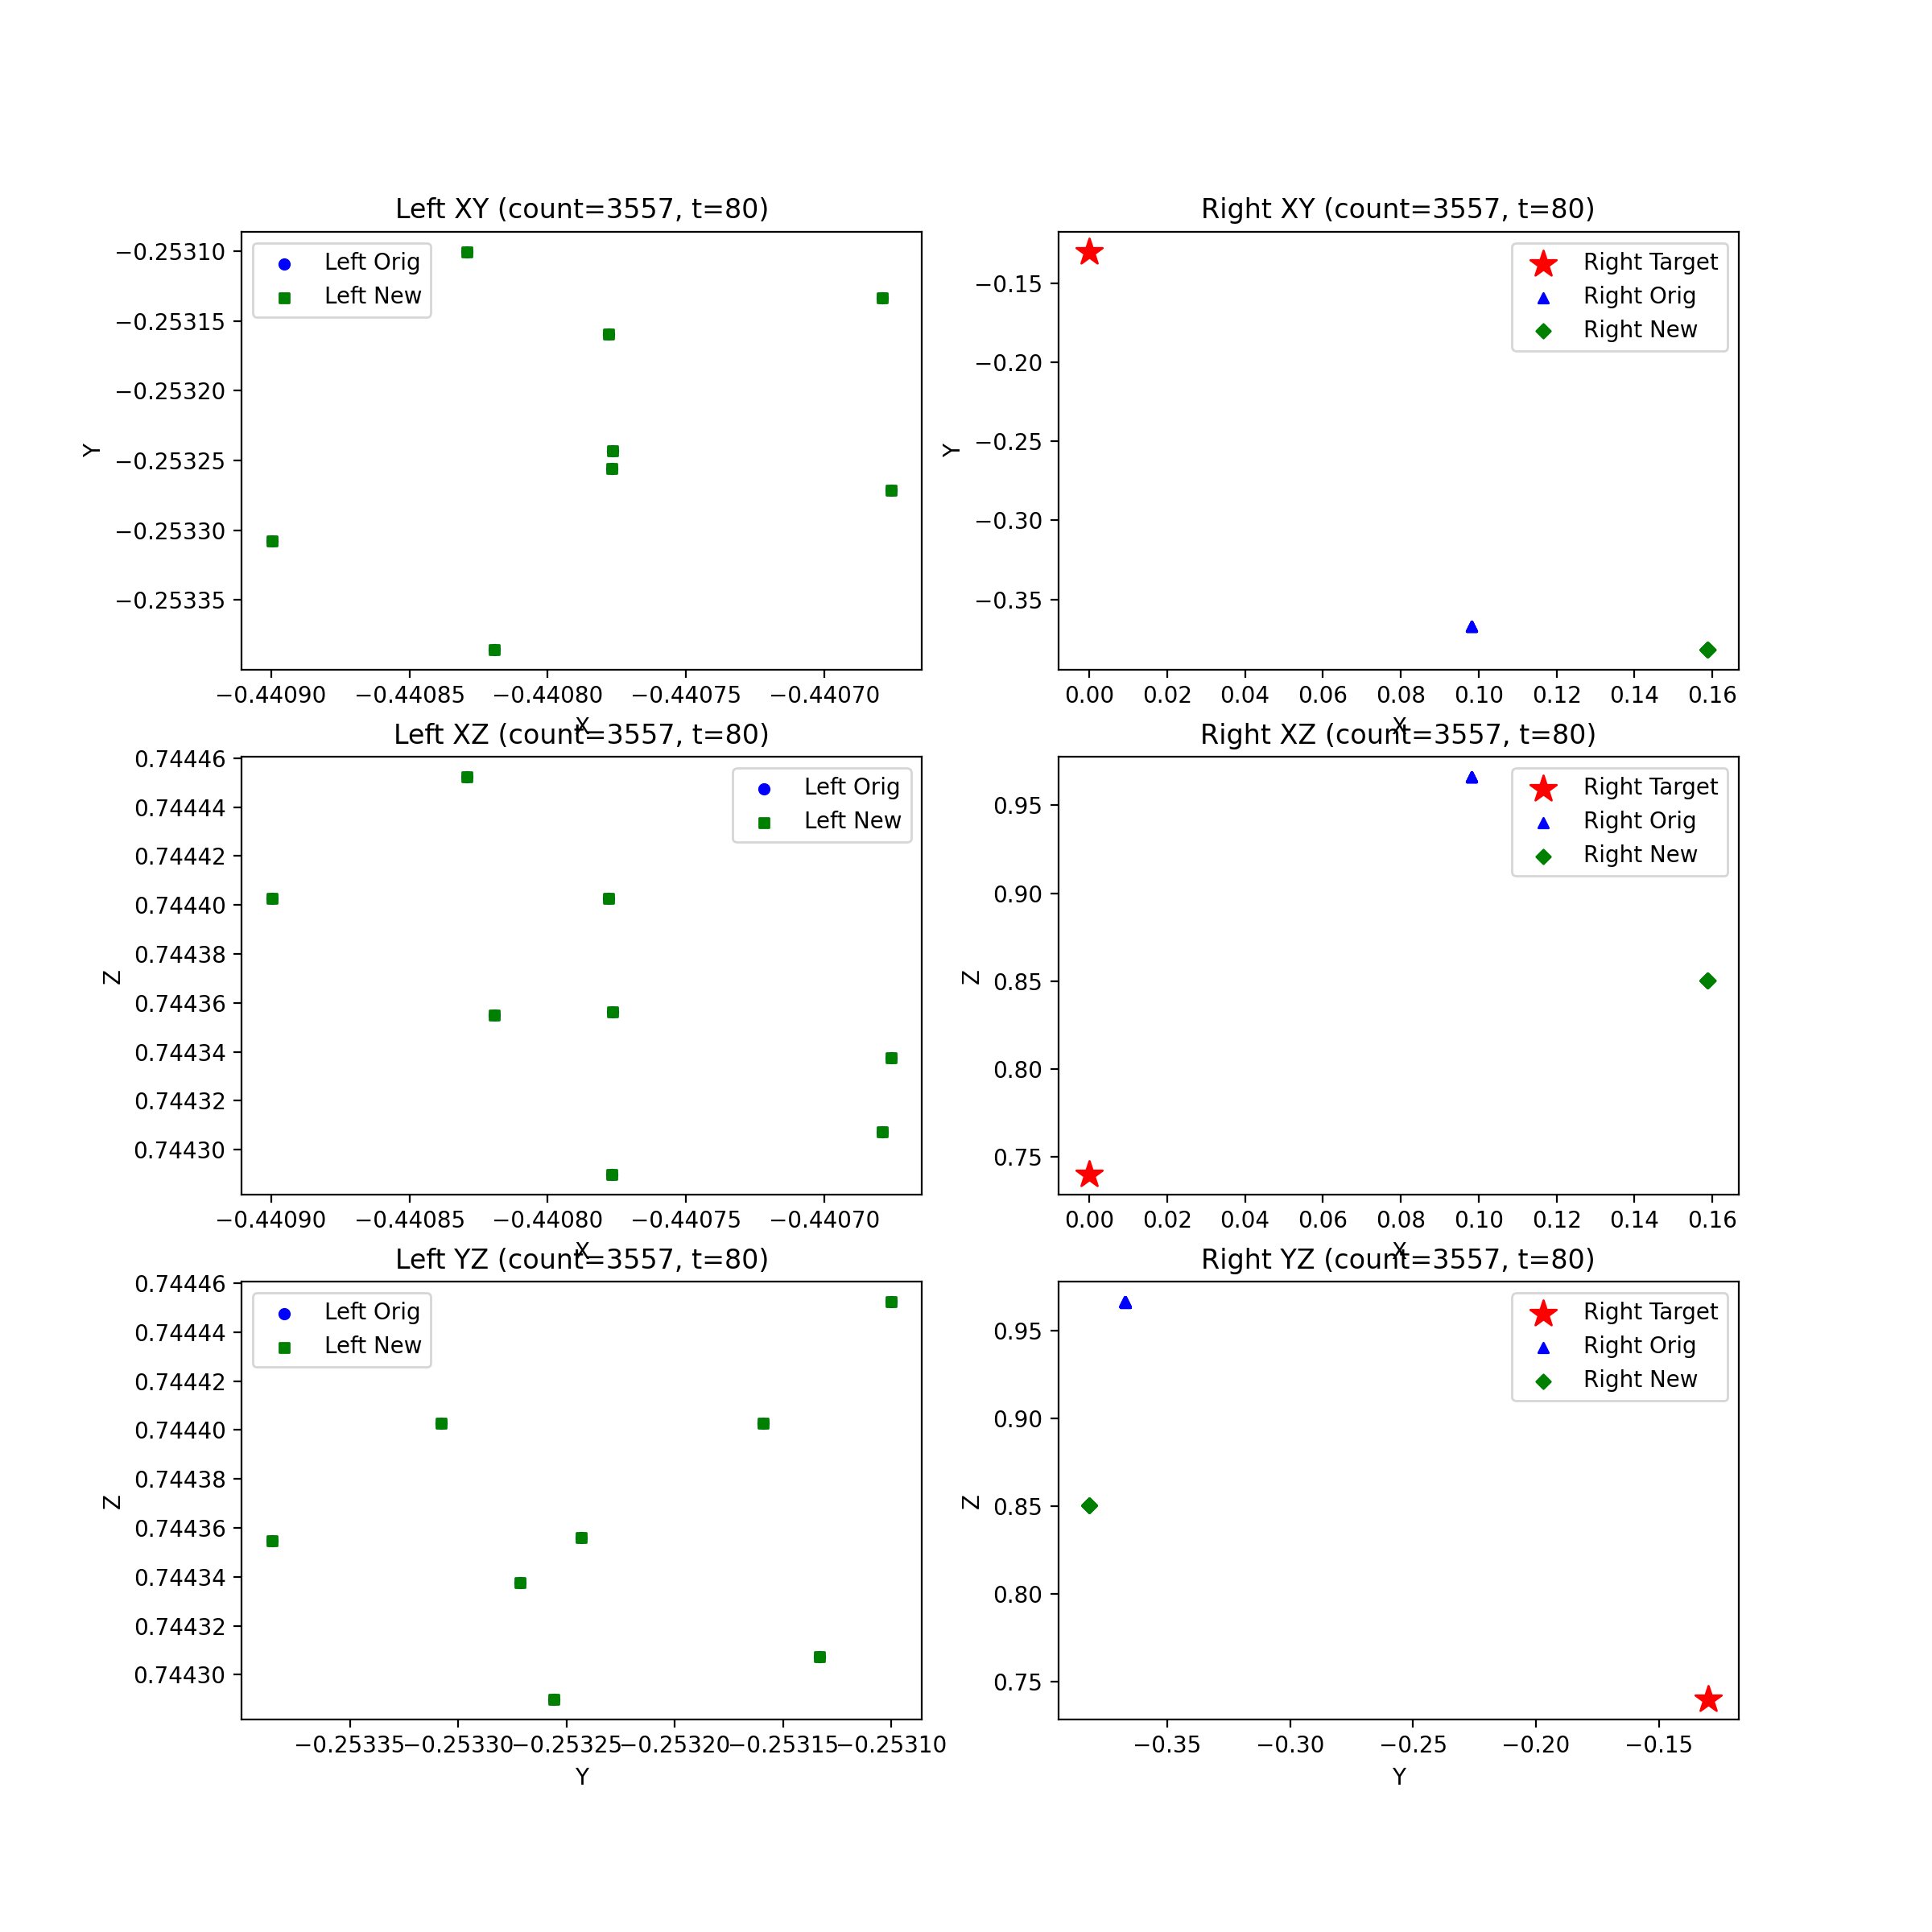 Left XY (count=3557, t=80)
−0.25310
−0.25315
−0.25320
−0.25325
−0.25330
−0.25335
Y
Left Orig
Left New
−0.44090
−0.44085
−0.44080
−0.44075
−0.44070
X
Right XY (count=3557, t=80)
−0.15
−0.20
−0.25
−0.30
−0.35
Y
Right Target
Right Orig
Right New
0.00
0.02
0.04
0.06
0.08
0.10
0.12
0.14
0.16
X
Left XZ (count=3557, t=80)
0.74446
0.74444
0.74442
0.74440
0.74438
0.74436
0.74434
0.74432
0.74430
Z
Left Orig
Left New
−0.44090
−0.44085
−0.44080
−0.44075
−0.44070
X
Right XZ (count=3557, t=80)
0.95
0.90
0.85
0.80
0.75
Z
Right Target
Right Orig
Right New
0.00
0.02
0.04
0.06
0.08
0.10
0.12
0.14
0.16
X
Left YZ (count=3557, t=80)
0.74446
0.74444
0.74442
0.74440
0.74438
0.74436
0.74434
0.74432
0.74430
Z
Left Orig
Left New
−0.25335
−0.25330
−0.25325
−0.25320
−0.25315
−0.25310
Y
Right YZ (count=3557, t=80)
0.95
0.90
0.85
0.80
0.75
Z
Right Target
Right Orig
Right New
−0.35
−0.30
−0.25
−0.20
−0.15
Y